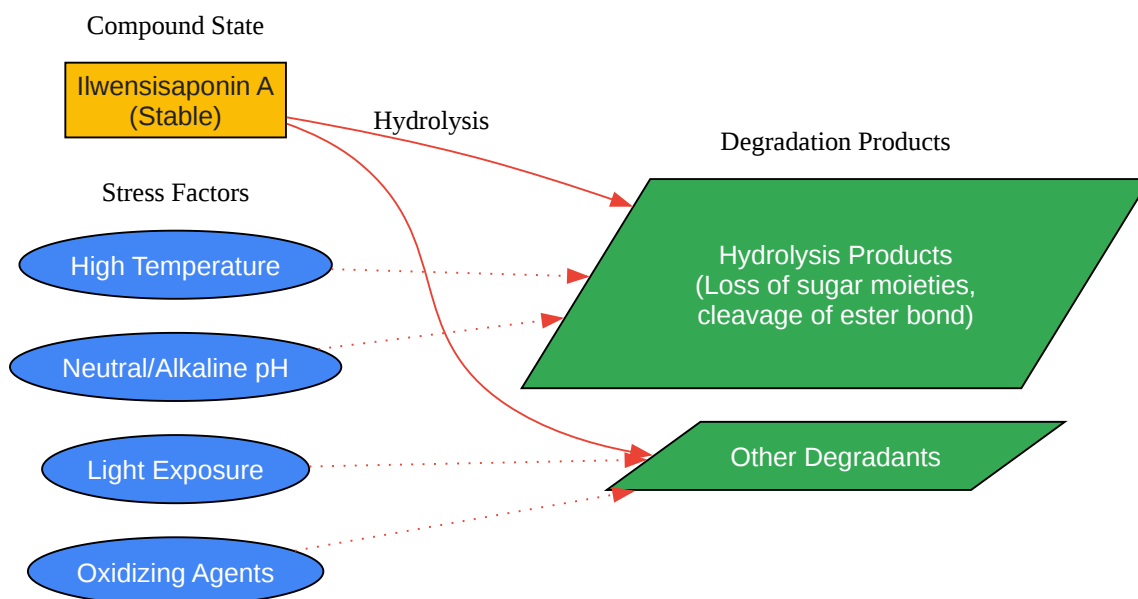 Compound State
Ilwensisaponin A
(Stable)
Hydrolysis
Degradation Products
Stress Factors
High Temperature
Hydrolysis Products
(Loss of sugar moieties,
cleavage of ester bond)
Neutral/Alkaline pH
Light Exposure
Other Degradants
Oxidizing Agents